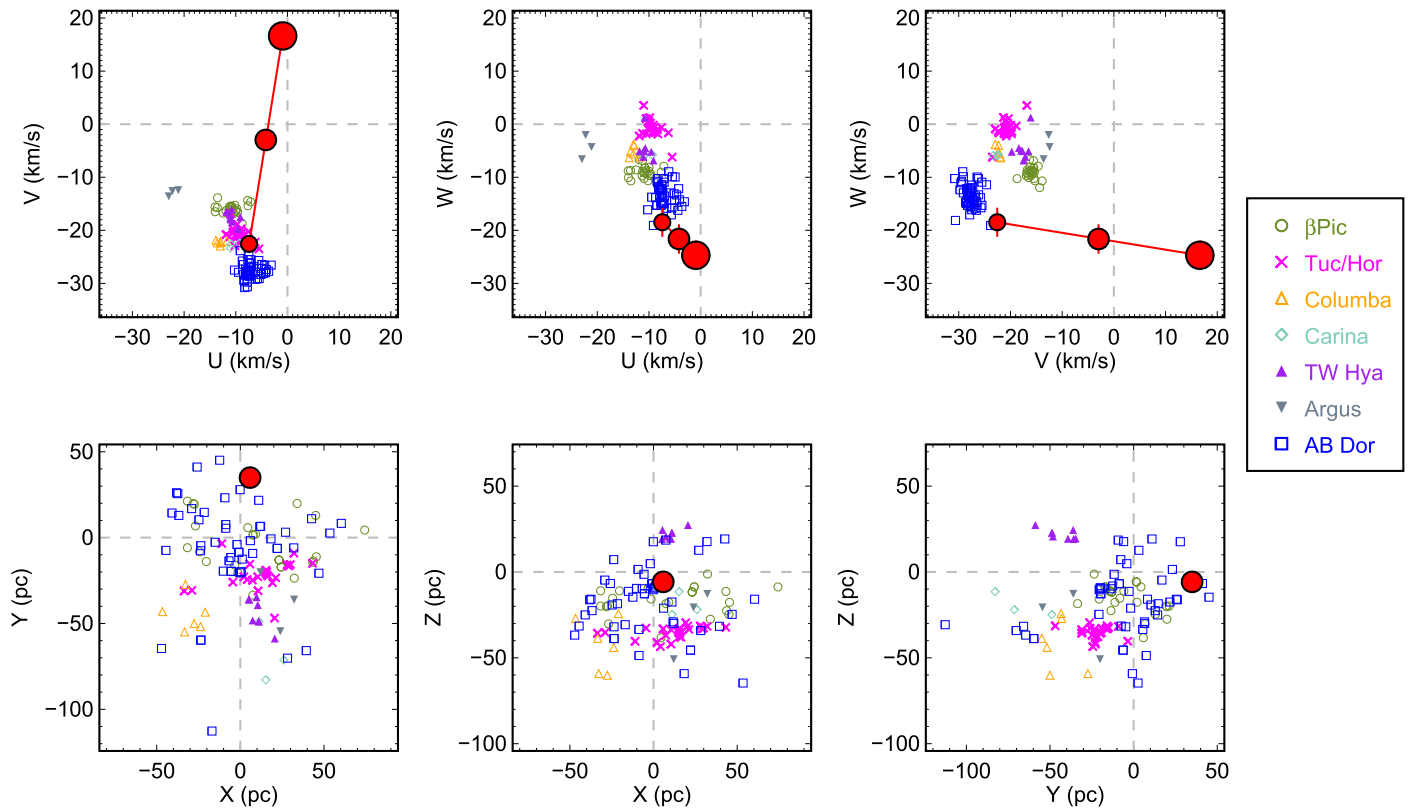 20
10
0
−10
−20
−30
V (km/s)
−30 −20 −10 0 10 20
U (km/s)
20
10
0
−10
−20
−30
W (km/s)
−30 −20 −10 0 10 20
U (km/s)
20
10
0
−10
−20
−30
W (km/s)
−30 −20 −10 0 10 20
V (km/s)
βPic
Tuc/Hor
Columba
Carina
TW Hya
Argus
AB Dor
50
0
−50
−100
Y (pc)
−50 0 50
X (pc)
50
0
−50
−100
Z (pc)
−50 0 50
X (pc)
50
0
−50
−100
Z (pc)
−100 −50 0 50
Y (pc)